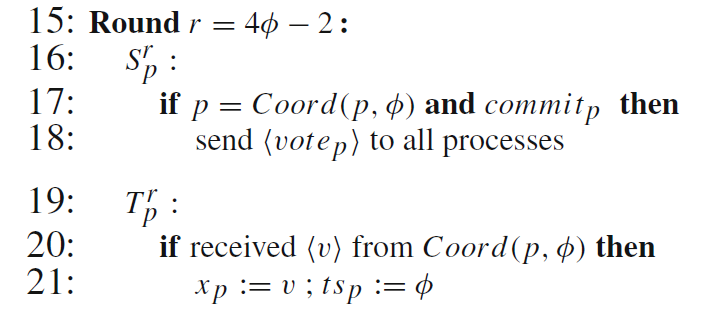 15: Round r = 4ϕ − 2:
16: S_p^r :
17: if p = Coord(p, ϕ) and commit_p then
18: send ⟨vote_p⟩ to all processes
19: T_p^r :
20: if received ⟨v⟩ from Coord(p, ϕ) then
21: x_p := v ; ts_p := ϕ